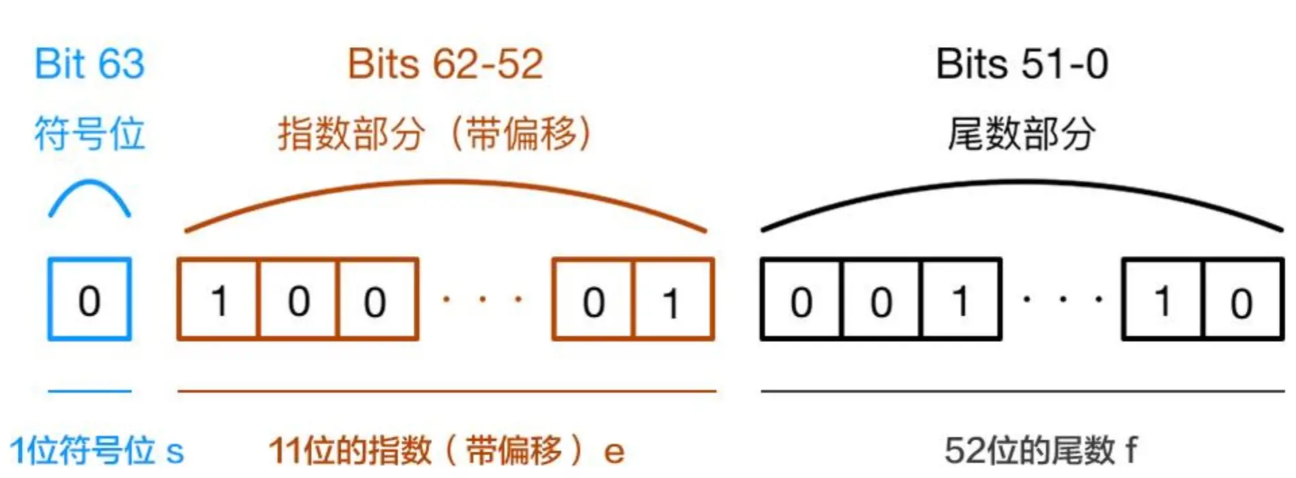 Bit 63 Bits 62-52 Bits 51-0
符号位 指数部分（带偏移） 尾数部分
0 1 0 0 · · · 0 1 0 0 1 · · · 1 0
1位符号位 s 11位的指数（带偏移）e 52位的尾数 f